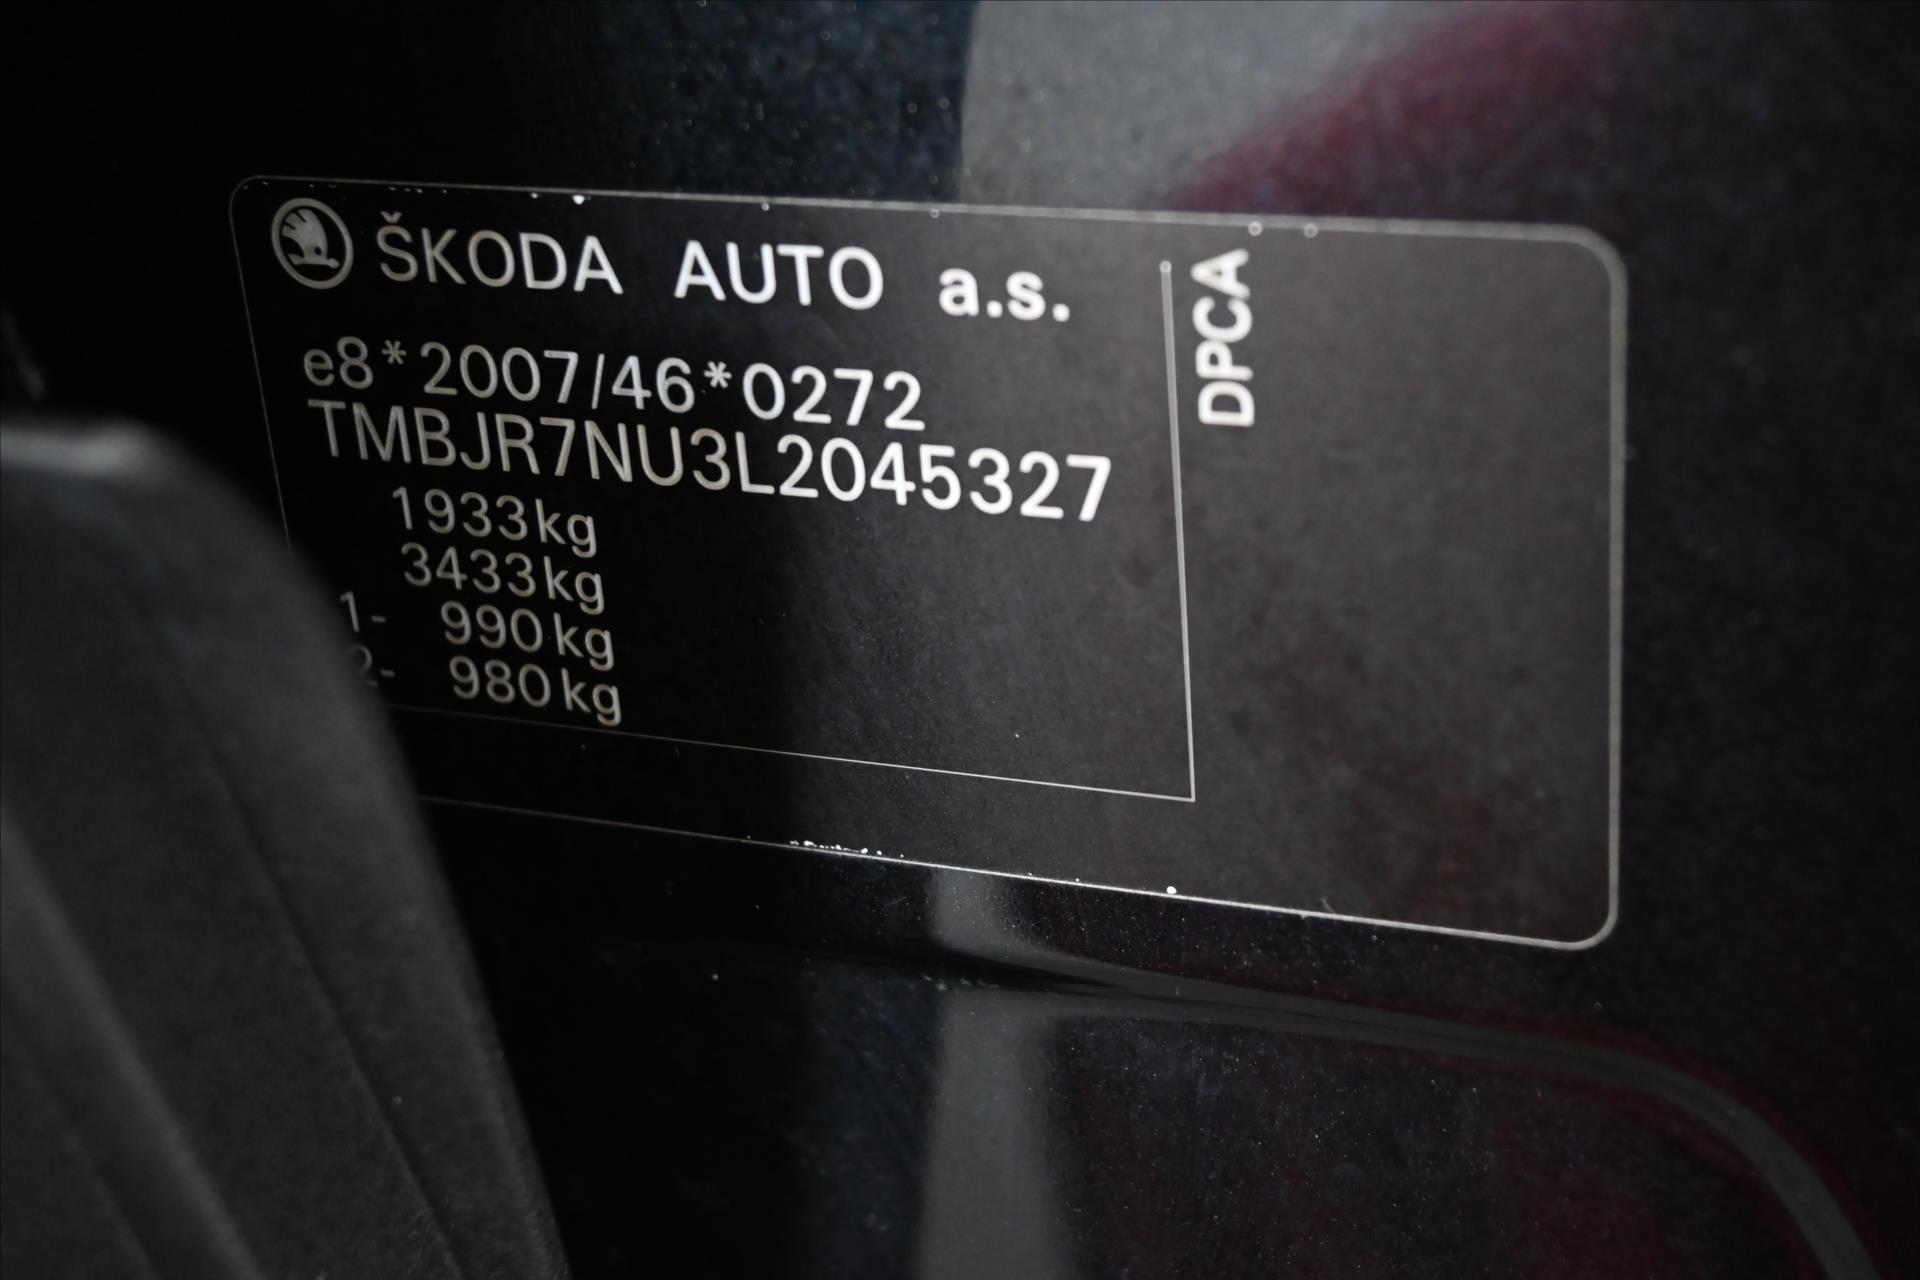 ŠKODA AUTO a.s.
e8*2007/46*0272
TMBJR7NU3L2045327
1933kg
3433kg
1- 990kg
2- 980kg
DPCA